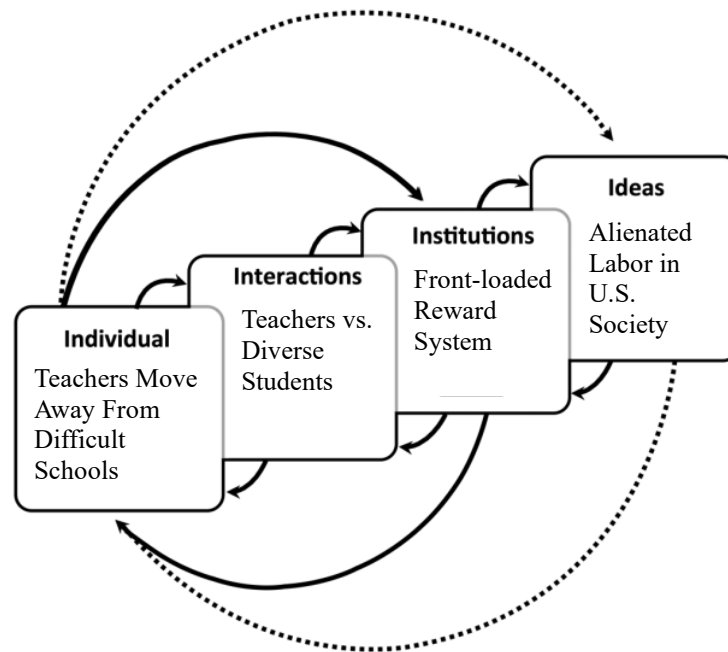 Individual
Teachers Move
Away From
Difficult
Schools
Interactions
Teachers vs.
Diverse
Students
Institutions
Front-loaded
Reward
System
Ideas
Alienated
Labor in
U.S.
Society